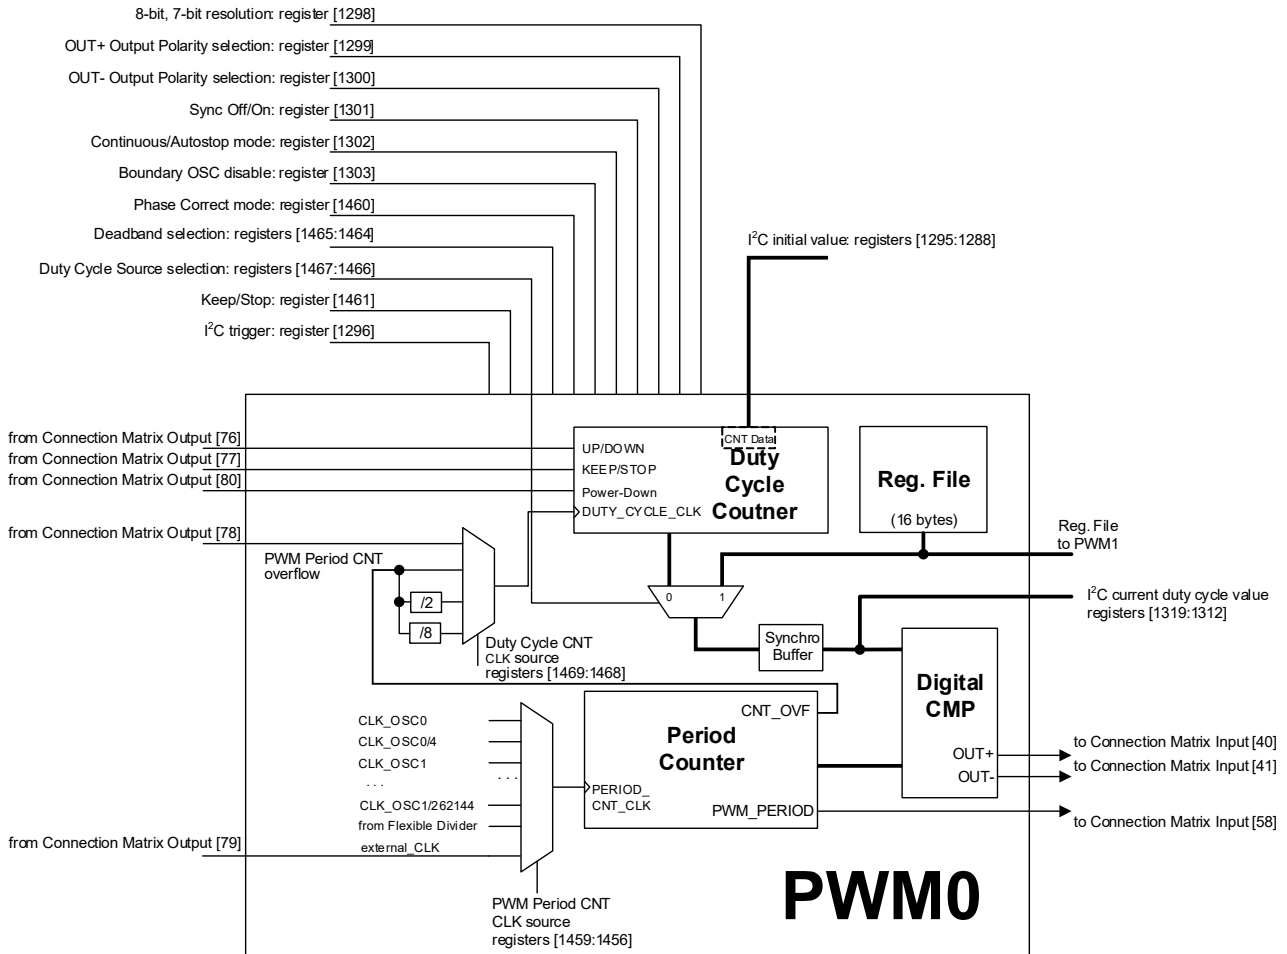 8-bit, 7-bit resolution: register [1298]
OUT+ Output Polarity selection: register [1299]
OUT- Output Polarity selection: register [1300]
Sync Off/On: register [1301]
Continuous/Autostop mode: register [1302]
Boundary OSC disable: register [1303]
Phase Correct mode: register [1460]
Deadband selection: registers [1465:1464]
Duty Cycle Source selection: registers [1467:1466]
Keep/Stop: register [1461]
I²C trigger: register [1296]
I²C initial value: registers [1295:1288]
from Connection Matrix Output [76]
from Connection Matrix Output [77]
from Connection Matrix Output [80]
from Connection Matrix Output [78]
UP/DOWN
KEEP/STOP
Power-Down
DUTY_CYCLE_CLK
CNT Data
Duty
Cycle
Coutner
Reg. File
(16 bytes)
Reg. File
to PWM1
PWM Period CNT
overflow
/2
/8
0
1
I²C current duty cycle value
registers [1319:1312]
Synchro
Buffer
Duty Cycle CNT
CLK source
registers [1469:1468]
Digital
CMP
OUT+
OUT-
to Connection Matrix Input [40]
to Connection Matrix Input [41]
CNT_OVF
Period
Counter
PERIOD_
CNT_CLK
PWM_PERIOD
to Connection Matrix Input [58]
CLK_OSC0
CLK_OSC0/4
CLK_OSC1
. . .
. . .
CLK_OSC1/262144
from Flexible Divider
external_CLK
from Connection Matrix Output [79]
PWM Period CNT
CLK source
registers [1459:1456]
PWM0